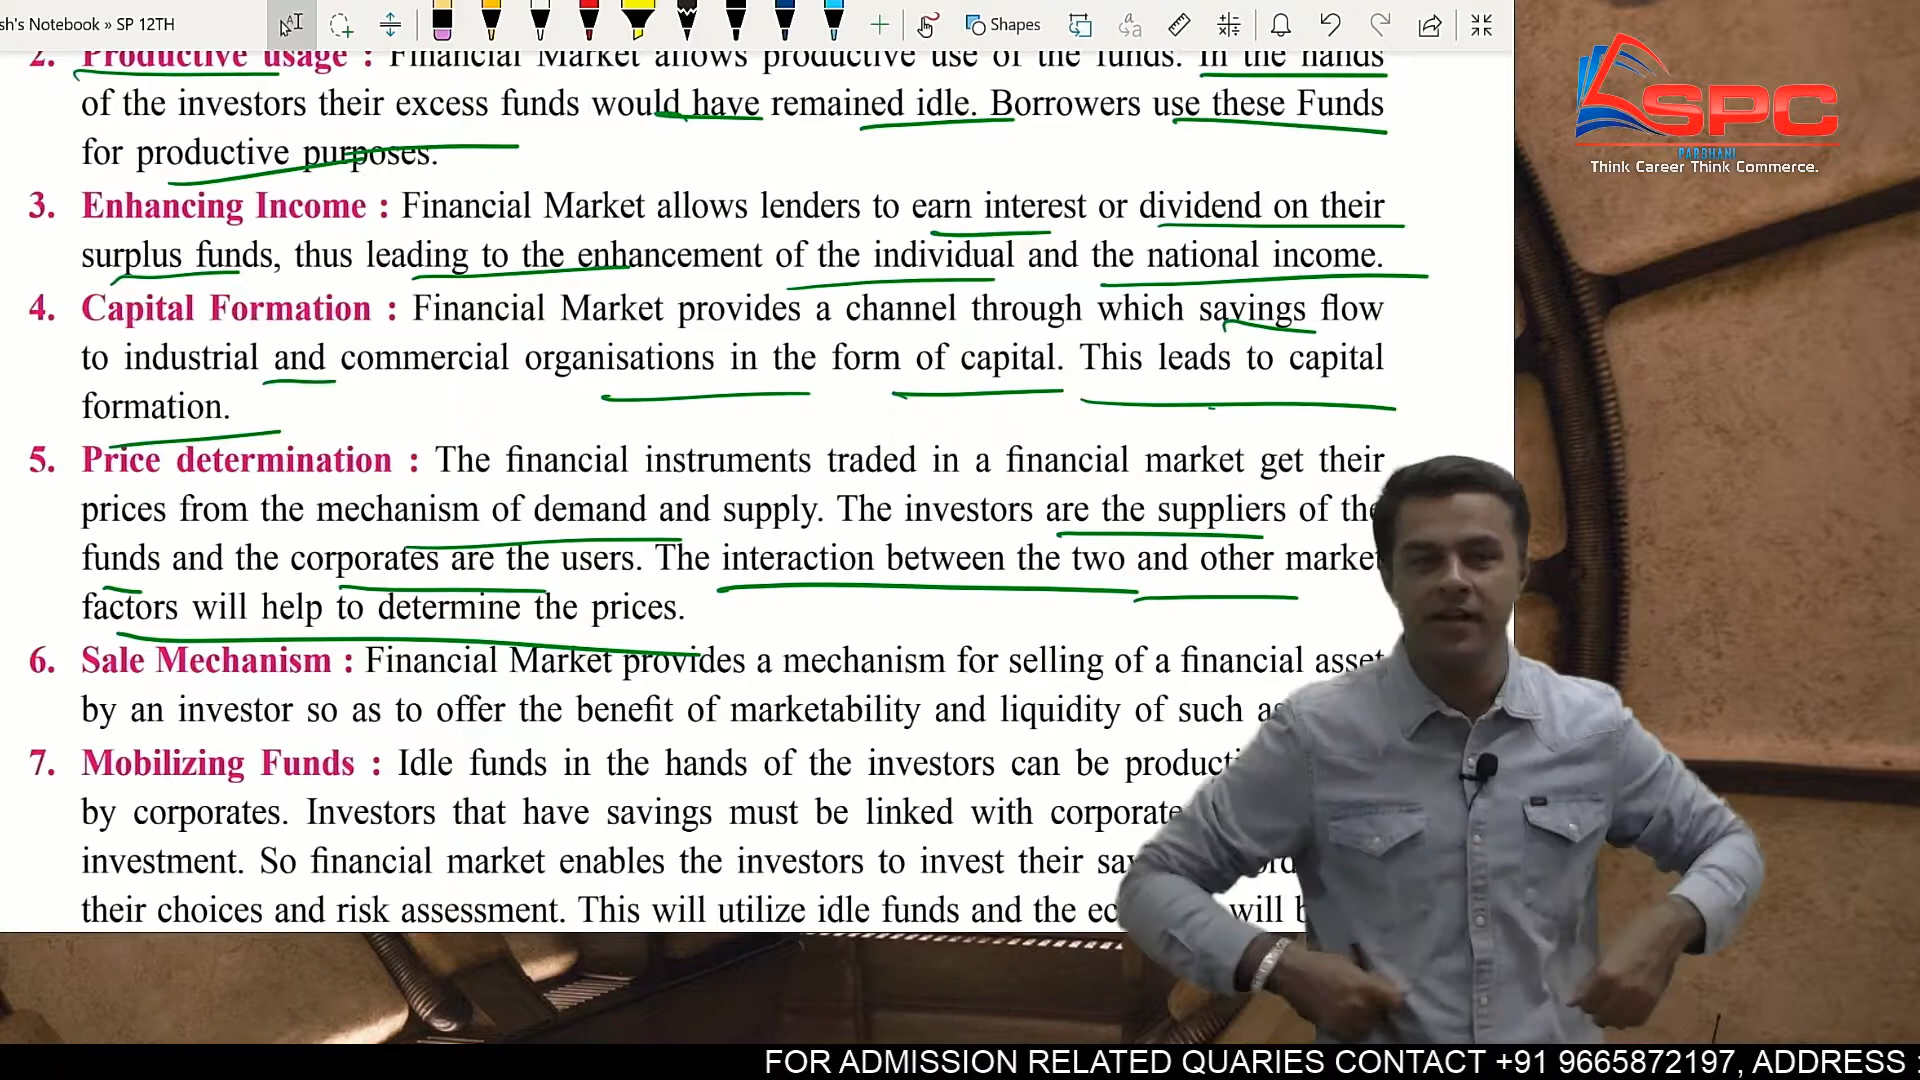 sh's Notebook » SP 12TH
Shapes
2. Productive usage : Financial Market allows productive use of the funds. In the hands
of the investors their excess funds would have remained idle. Borrowers use these Funds
for productive purposes.
3. Enhancing Income : Financial Market allows lenders to earn interest or dividend on their
surplus funds, thus leading to the enhancement of the individual and the national income.
4. Capital Formation : Financial Market provides a channel through which savings flow
to industrial and commercial organisations in the form of capital. This leads to capital
formation.
5. Price determination : The financial instruments traded in a financial market get their
prices from the mechanism of demand and supply. The investors are the suppliers of the
funds and the corporates are the users. The interaction between the two and other market
factors will help to determine the prices.
6. Sale Mechanism : Financial Market provides a mechanism for selling of a financial asset
by an investor so as to offer the benefit of marketability and liquidity of such
7. Mobilizing Funds : Idle funds in the hands of the investors can be
by corporates. Investors that have savings must be linked with
investment. So financial market enables the investors to invest their
their choices and risk assessment. This will utilize idle funds and the will
SPC
PARBHANI
Think Career Think Commerce.
FOR ADMISSION RELATED QUARIES CONTACT +91 9665872197, ADDRESS :